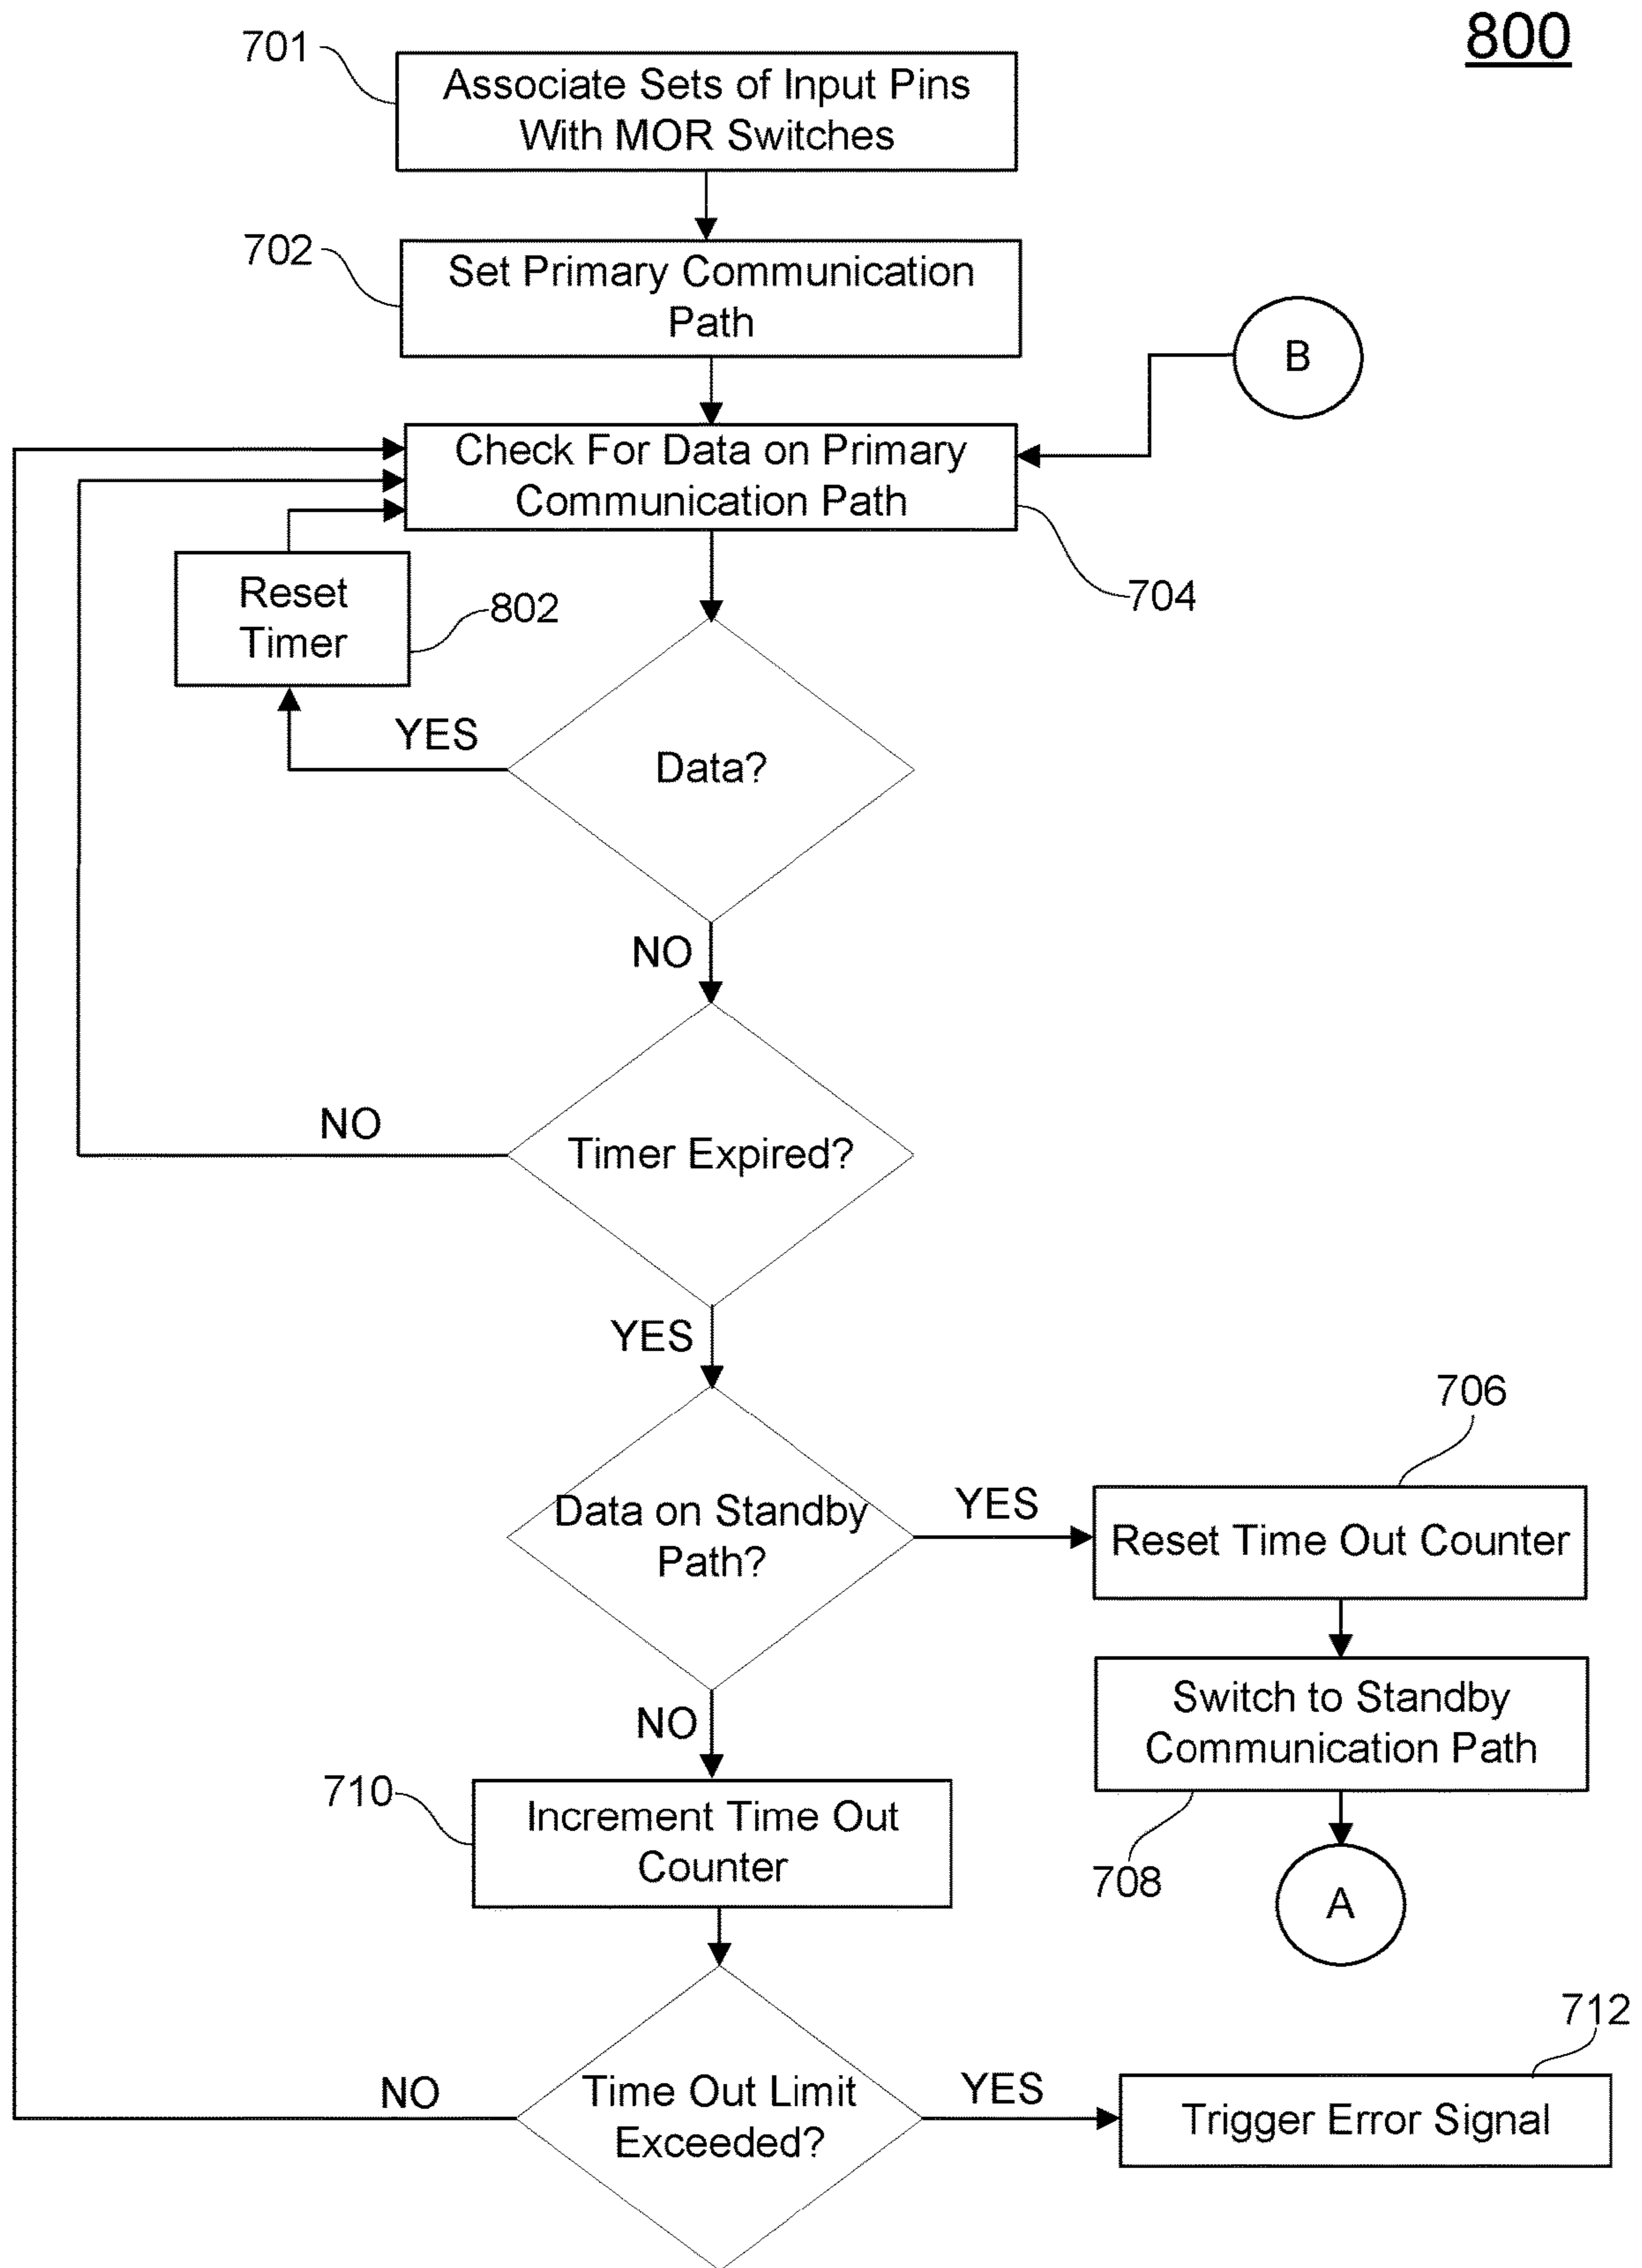 800
701
Associate Sets of Input Pins
With MOR Switches
702
Set Primary Communication
Path
B
Check For Data on Primary
Communication Path
704
Reset
Timer
802
YES
Data?
NO
NO
Timer Expired?
YES
706
Data on Standby
Path?
YES
Reset Time Out Counter
NO
Switch to Standby
Communication Path
710
Increment Time Out
Counter
708
A
712
NO
Time Out Limit
Exceeded?
YES
Trigger Error Signal